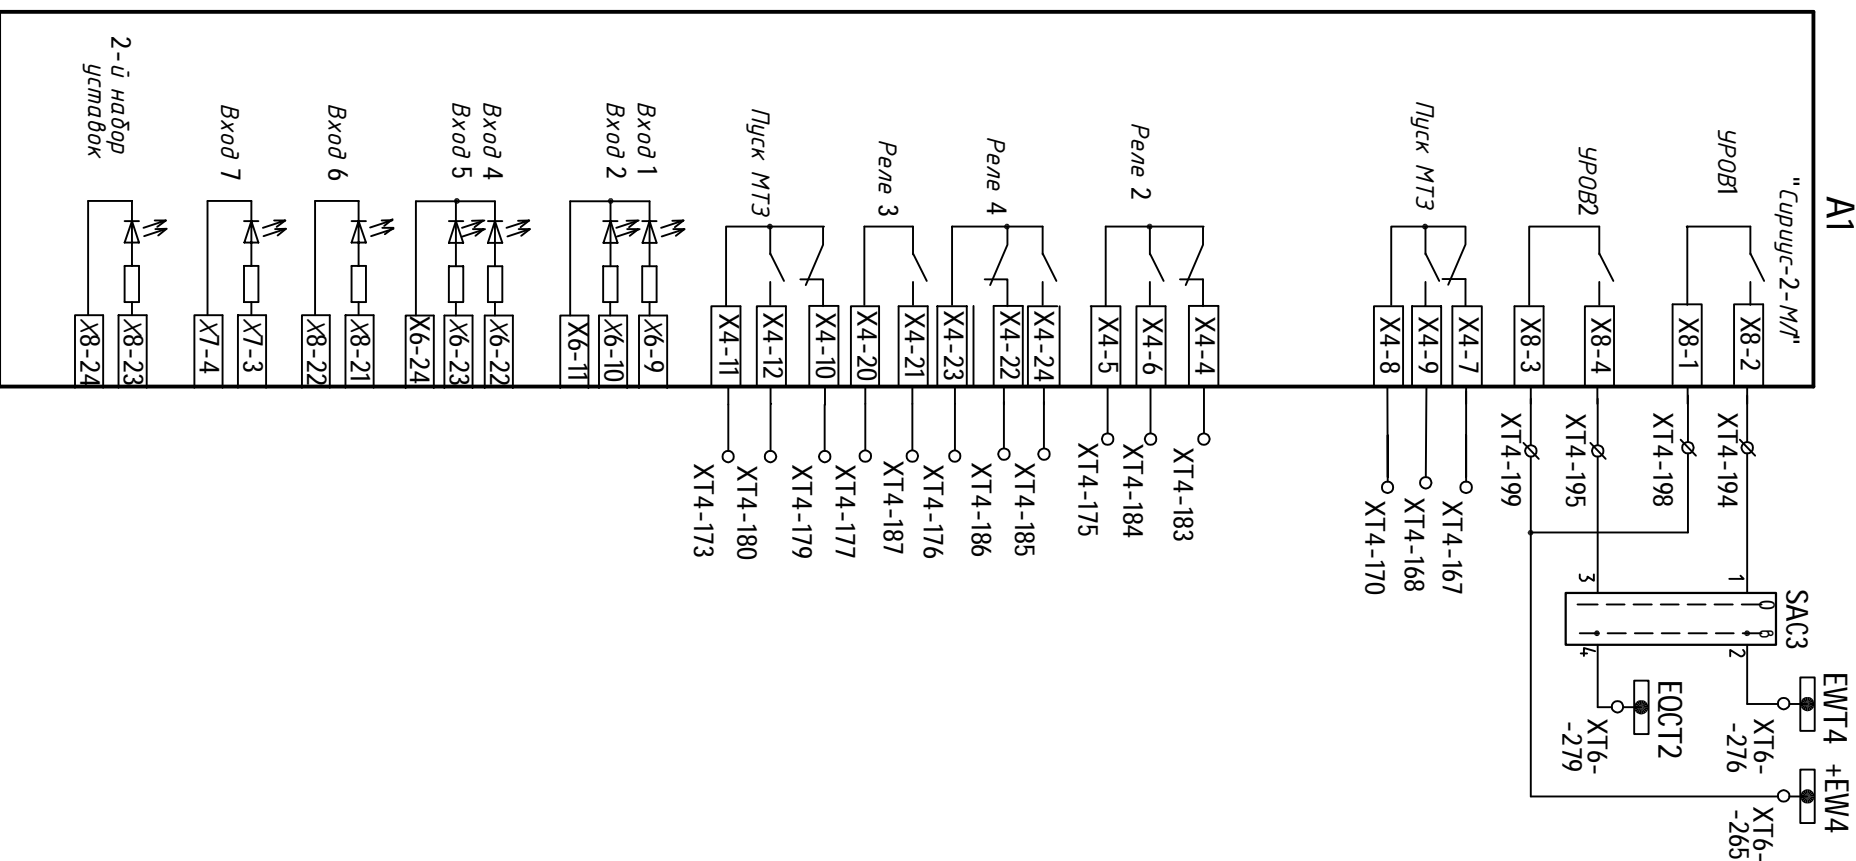 A1
"Сириус-2-МЛ"
УРОВ1
УРОВ2
Пуск МТЗ
Реле 2
Реле 4
Реле 3
Пуск МТЗ
Вход 1
Вход 2
Вход 4
Вход 5
Вход 6
Вход 7
2-й набор
уставок
X8-2
X8-1
X8-4
X8-3
X4-7
X4-9
X4-8
X4-4
X4-6
X4-5
X4-24
X4-22
X4-23
X4-21
X4-20
X4-10
X4-12
X4-11
X6-9
X6-10
X6-11
X6-22
X6-23
X6-24
X8-21
X8-22
X7-3
X7-4
X8-23
X8-24
XT4-194
XT4-198
XT4-195
XT4-199
XT4-167
XT4-168
XT4-170
XT4-183
XT4-184
XT4-175
XT4-185
XT4-186
XT4-176
XT4-187
XT4-177
XT4-179
XT4-180
XT4-173
SAC3
1
3
0
2
4
EWT4
XT6-
-276
EQCT2
XT6-
-279
+EW4
XT6-
-265